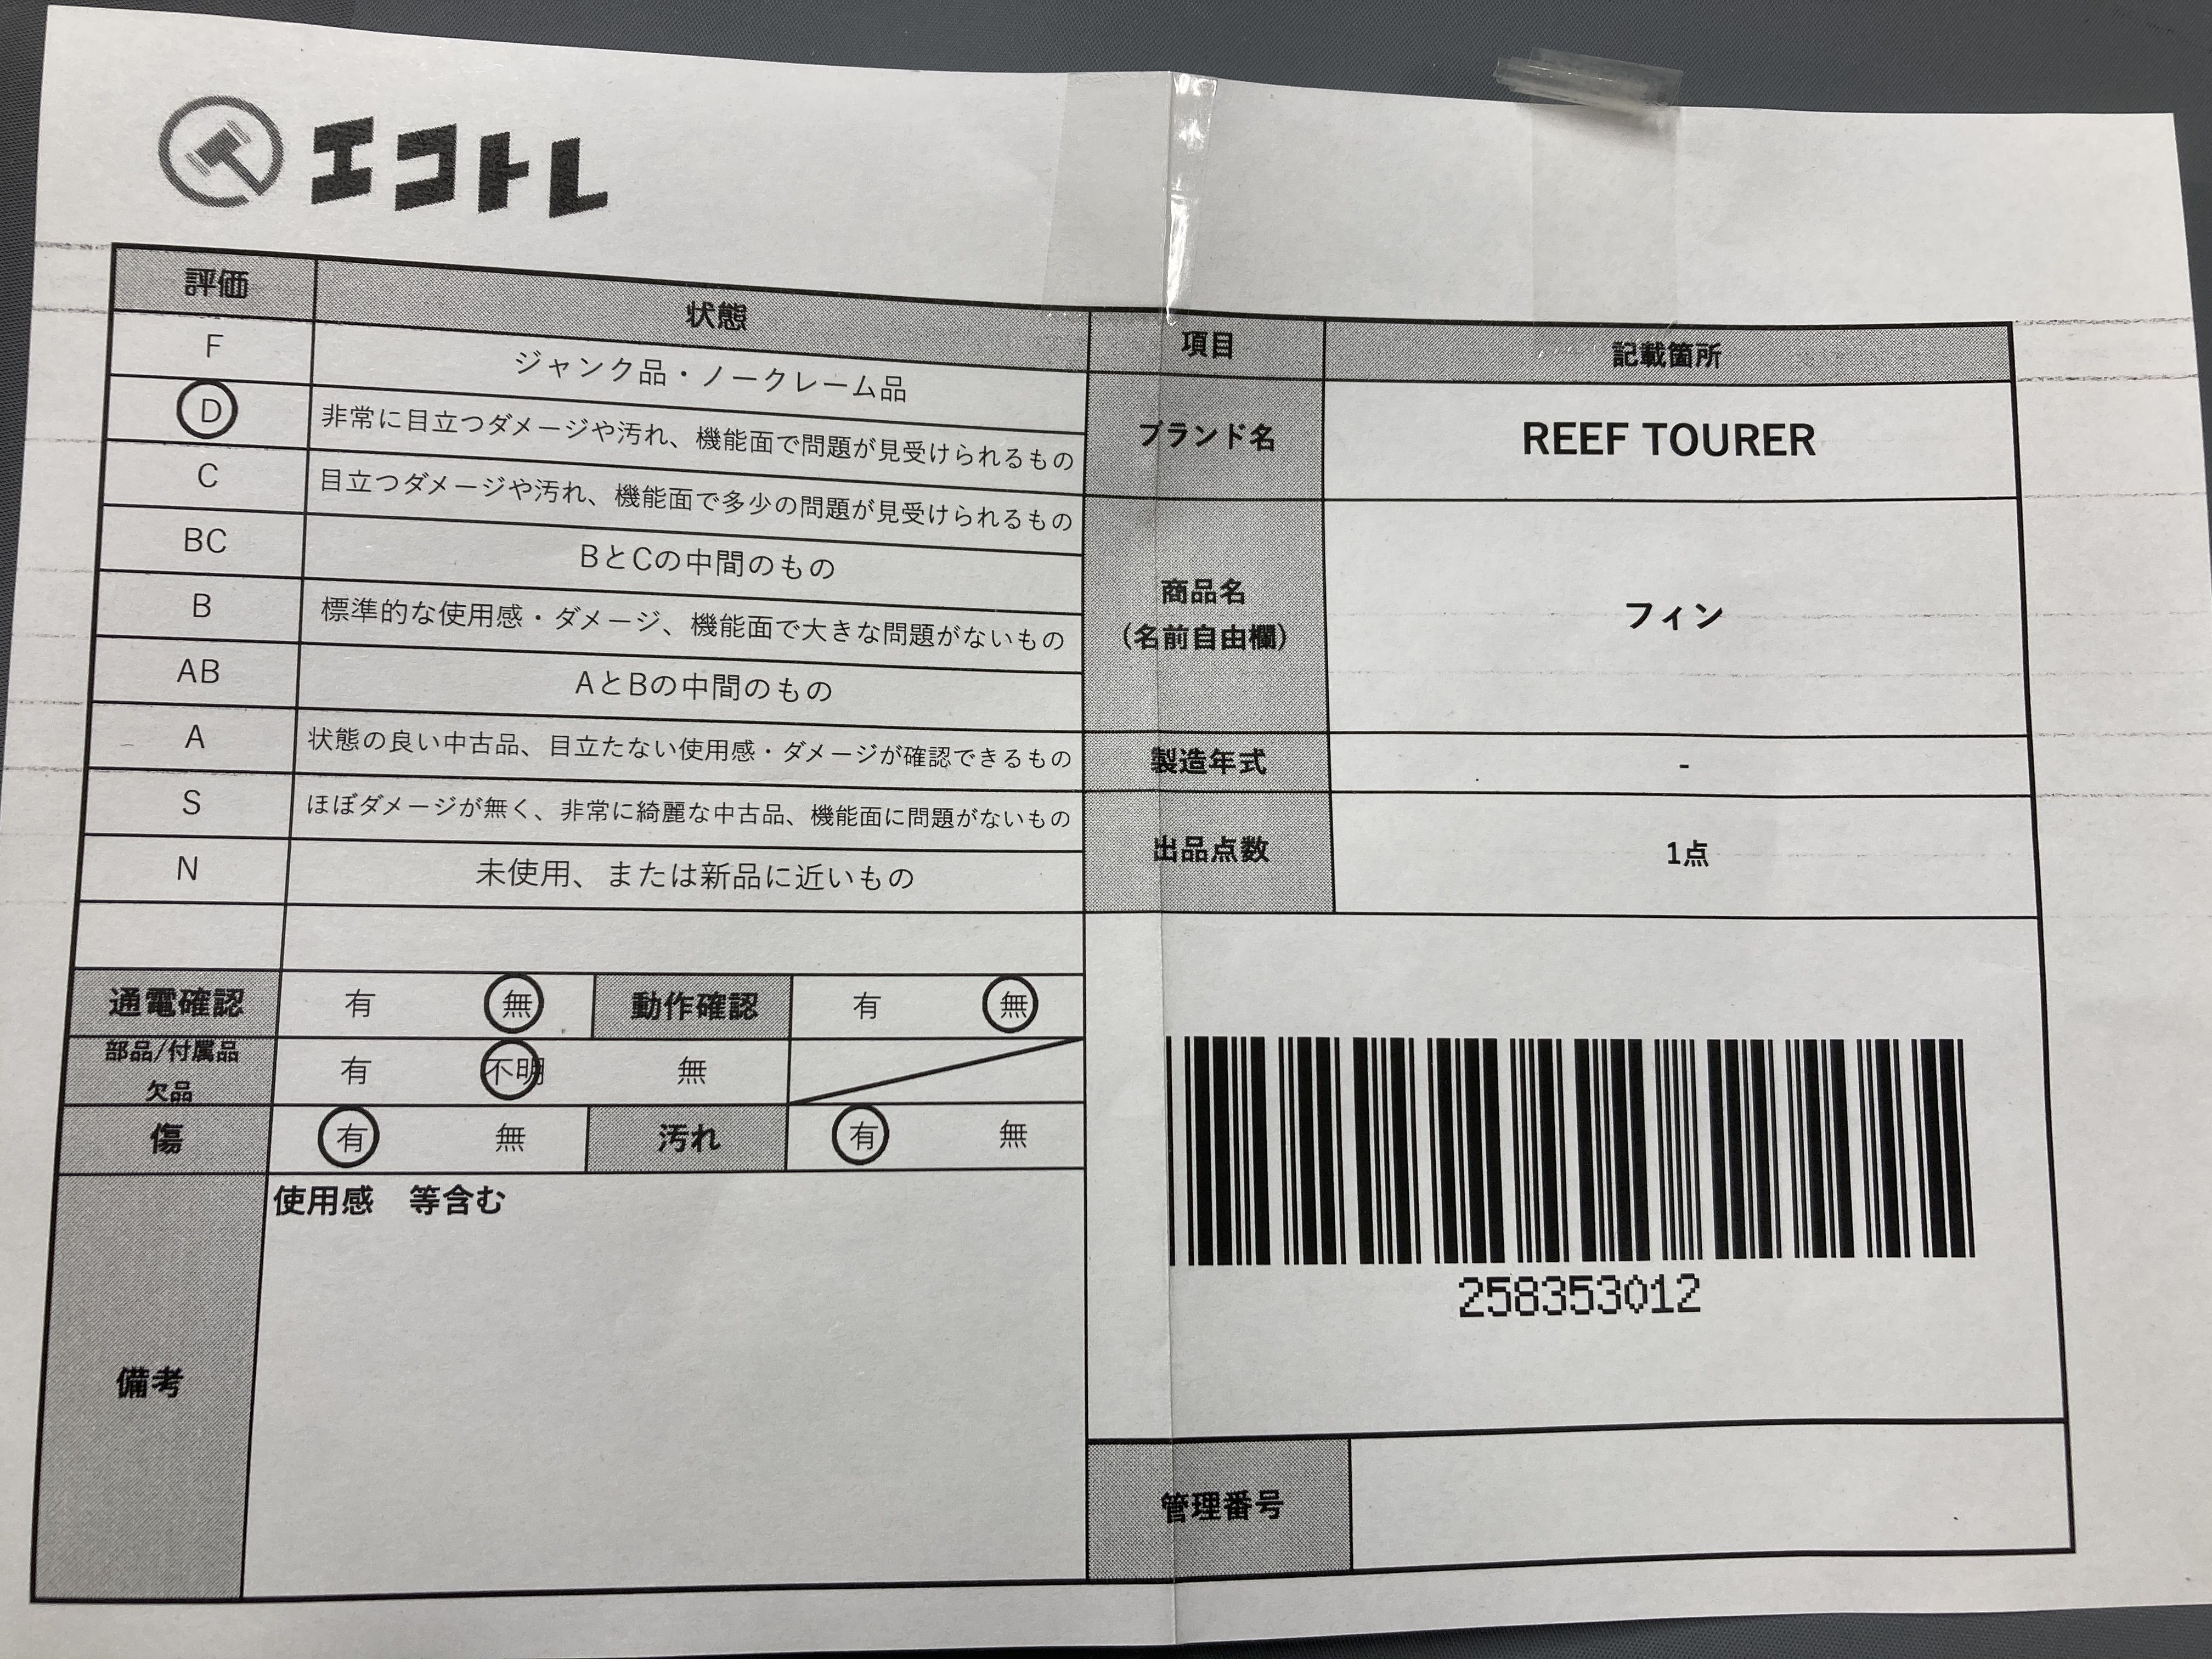 エコトレ
評価 状態
F ジャンク品・ノークレーム品
D 非常に目立つダメージや汚れ、機能面で問題が見受けられるもの
C 目立つダメージや汚れ、機能面で多少の問題が見受けられるもの
BC BとCの中間のもの
B 標準的な使用感・ダメージ、機能面で大きな問題がないもの
AB AとBの中間のもの
A 状態の良い中古品、目立たない使用感・ダメージが確認できるもの
S ほぼダメージが無く、非常に綺麗な中古品、機能面に問題がないもの
N 未使用、または新品に近いもの
通電確認 有 無 動作確認 有 無
部品/付属品
欠品
有 不明 無
傷 有 無 汚れ 有 無
備考
使用感　等含む
項目 記載箇所
ブランド名 REEF TOURER
商品名
（名前自由欄）
フィン
製造年式 -
出品点数 1点
258353012
管理番号